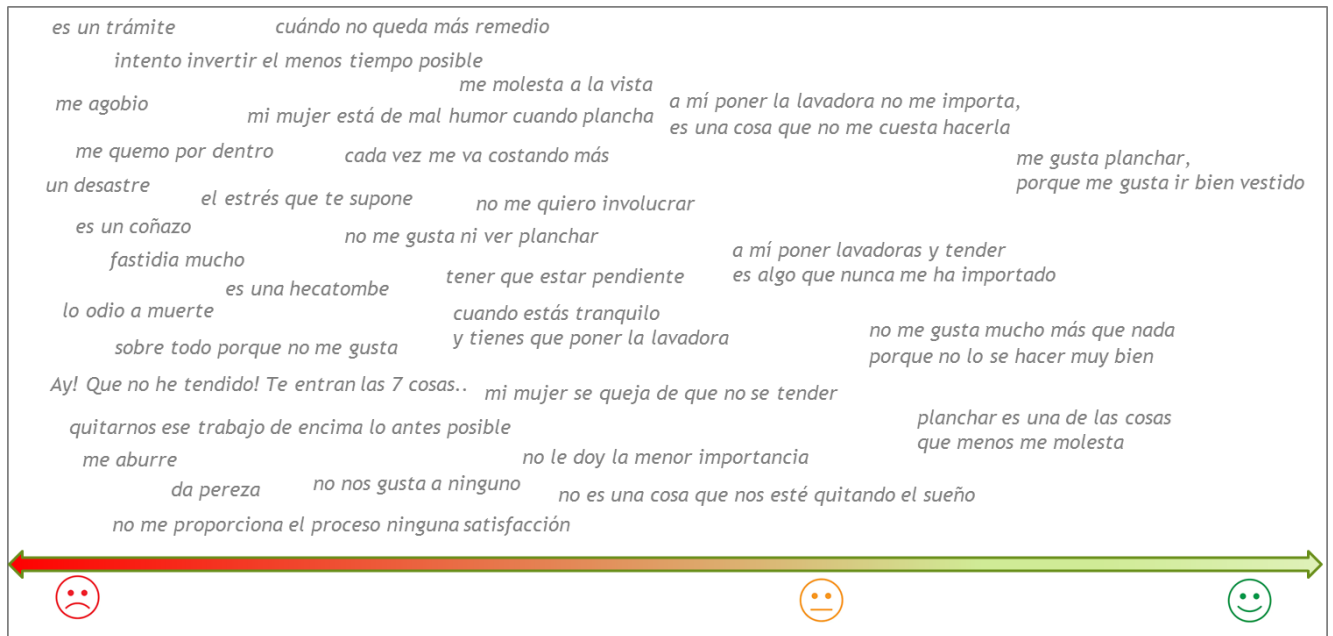 es un trámite
cuándo no queda más remedio
intento invertir el menos tiempo posible
me molesta a la vista
me agobio
mi mujer está de mal humor cuando plancha
a mí poner la lavadora no me importa,
es una cosa que no me cuesta hacerla
me quemo por dentro
cada vez me va costando más
me gusta planchar,
porque me gusta ir bien vestido
un desastre
el estrés que te supone
no me quiero involucrar
es un coñazo
no me gusta ni ver planchar
a mí poner lavadoras y tender
es algo que nunca me ha importado
fastidia mucho
tener que estar pendiente
es una hecatombe
lo odio a muerte
cuando estás tranquilo
y tienes que poner la lavadora
no me gusta mucho más que nada
porque no lo se hacer muy bien
sobre todo porque no me gusta
Ay! Que no he tendido! Te entran las 7 cosas..
mi mujer se queja de que no se tender
planchar es una de las cosas
que menos me molesta
quitarnos ese trabajo de encima lo antes posible
me aburre
no le doy la menor importancia
da pereza
no nos gusta a ninguno
no es una cosa que nos esté quitando el sueño
no me proporciona el proceso ninguna satisfacción